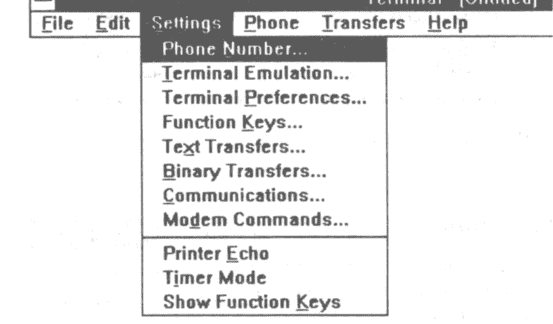 Terminal - [Untitled]
File Edit Settings Phone Transfers Help
Phone Number...
Terminal Emulation...
Terminal Preferences...
Function Keys...
Text Transfers...
Binary Transfers...
Communications...
Modem Commands...
Printer Echo
Timer Mode
Show Function Keys